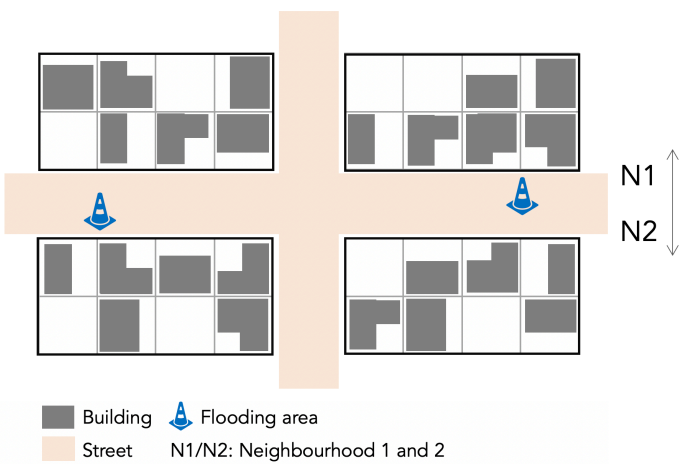 N1
N2
Building
Flooding area
Street
N1/N2: Neighbourhood 1 and 2